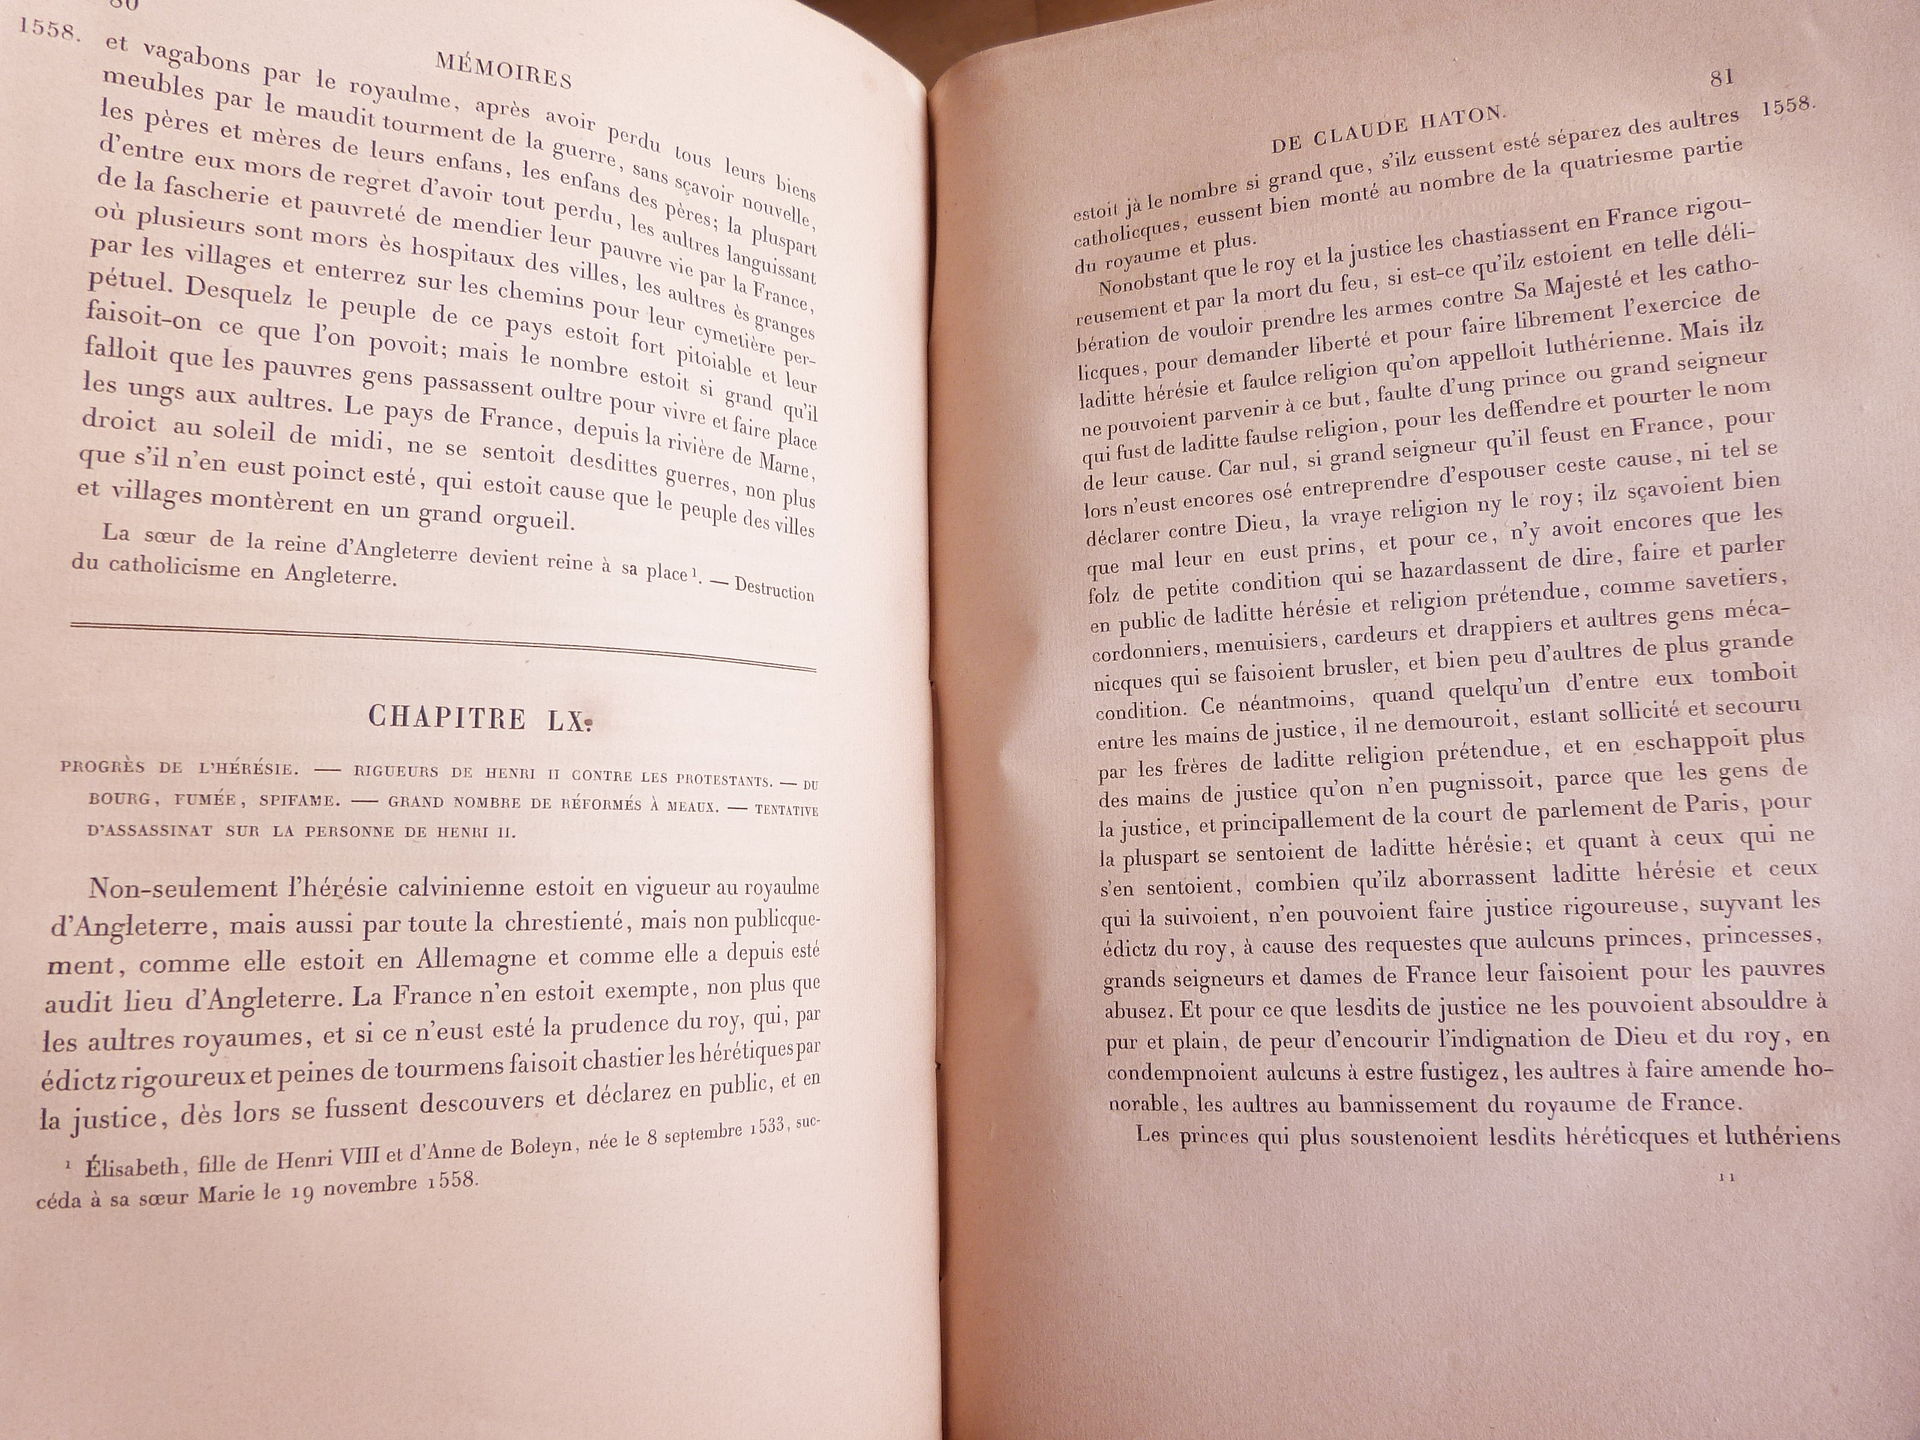 80
1558.
MÉMOIRES
et vagabons par le royaulme, après avoir perdu tous leurs biens
meubles par le maudit tourment de la guerre, sans sçavoir nouvelle,
les pères et mères de leurs enfans, les enfans des pères; la pluspart
d'entre eux mors de regret d'avoir tout perdu, les aultres languissant
de la fascherie et pauvreté de mendier leur pauvre vie par la France,
où plusieurs sont mors ès hospitaux des villes, les aultres ès granges
par les villages et enterrez sur les chemins pour leur cymetière per-
pétuel. Desquelz le peuple de ce pays estoit fort pitoiable et leur
faisoit-on ce que l'on povoit; mais le nombre estoit si grand qu'il
falloit que les pauvres gens passassent oultre pour vivre et faire place
les ungs aux aultres. Le pays de France, depuis la rivière de Marne,
droict au soleil de midi, ne se sentoit desdittes guerres, non plus
que s'il n'en eust poinct esté, qui estoit cause que le peuple des villes
et villages montèrent en un grand orgueil.
La sœur de la reine d'Angleterre devient reine à sa place¹. — Destruction
du catholicisme en Angleterre.
CHAPITRE LX.
PROGRÈS DE L'HÉRÉSIE. — RIGUEURS DE HENRI II CONTRE LES PROTESTANTS. — DU
BOURG, FUMÉE, SPIFAME. — GRAND NOMBRE DE RÉFORMÉS À MEAUX. — TENTATIVE
D'ASSASSINAT SUR LA PERSONNE DE HENRI II.
Non-seulement l'hérésie calvinienne estoit en vigueur au royaulme
d'Angleterre, mais aussi par toute la chrestienté, mais non publicque-
ment, comme elle estoit en Allemagne et comme elle a depuis esté
audit lieu d'Angleterre. La France n'en estoit exempte, non plus que
les aultres royaumes, et si ce n'eust esté la prudence du roy, qui, par
édictz rigoureux et peines de tourmens faisoit chastier les hérétiques par
la justice, dès lors se fussent descouvers et déclarez en public, et en
¹ Élisabeth, fille de Henri VIII et d'Anne de Boleyn, née le 8 septembre 1533, suc-
céda à sa sœur Marie le 19 novembre 1558.
81
DE CLAUDE HATON.
1558.
estoit jà le nombre si grand que, s'ilz eussent esté séparez des aultres
catholicques, eussent bien monté au nombre de la quatriesme partie
du royaume et plus.
Nonobstant que le roy et la justice les chastiassent en France rigou-
reusement et par la mort du feu, si est-ce qu'ilz estoient en telle déli-
bération de vouloir prendre les armes contre Sa Majesté et les catho-
licques, pour demander liberté et pour faire librement l'exercice de
laditte hérésie et faulce religion qu'on appelloit luthérienne. Mais ilz
ne pouvoient parvenir à ce but, faulte d'ung prince ou grand seigneur
qui fust de laditte faulse religion, pour les deffendre et pourter le nom
de leur cause. Car nul, si grand seigneur qu'il feust en France, pour
lors n'eust encores osé entreprendre d'espouser ceste cause, ni tel se
déclarer contre Dieu, la vraye religion ny le roy; ilz sçavoient bien
que mal leur en eust prins, et pour ce, n'y avoit encores que les
folz de petite condition qui se hazardassent de dire, faire et parler
en public de laditte hérésie et religion prétendue, comme savetiers,
cordonniers, menuisiers, cardeurs et drappiers et aultres gens méca-
nicques qui se faisoient brusler, et bien peu d'aultres de plus grande
condition. Ce néantmoins, quand quelqu'un d'entre eux tomboit
entre les mains de justice, il ne demouroit, estant sollicité et secouru
par les frères de laditte religion prétendue, et en eschappoit plus
des mains de justice qu'on n'en pugnissoit, parce que les gens de
la justice, et principallement de la court de parlement de Paris, pour
la pluspart se sentoient de laditte hérésie; et quant à ceux qui ne
s'en sentoient, combien qu'ilz aborrassent laditte hérésie et ceux
qui la suivoient, n'en pouvoient faire justice rigoureuse, suyvant les
édictz du roy, à cause des requestes que aulcuns princes, princesses,
grands seigneurs et dames de France leur faisoient pour les pauvres
abusez. Et pour ce que lesdits de justice ne les pouvoient absouldre à
pur et plain, de peur d'encourir l'indignation de Dieu et du roy, en
condempnoient aulcuns à estre fustigez, les aultres à faire amende ho-
norable, les aultres au bannissement du royaume de France.
Les princes qui plus soustenoient lesdits héréticques et luthériens
11